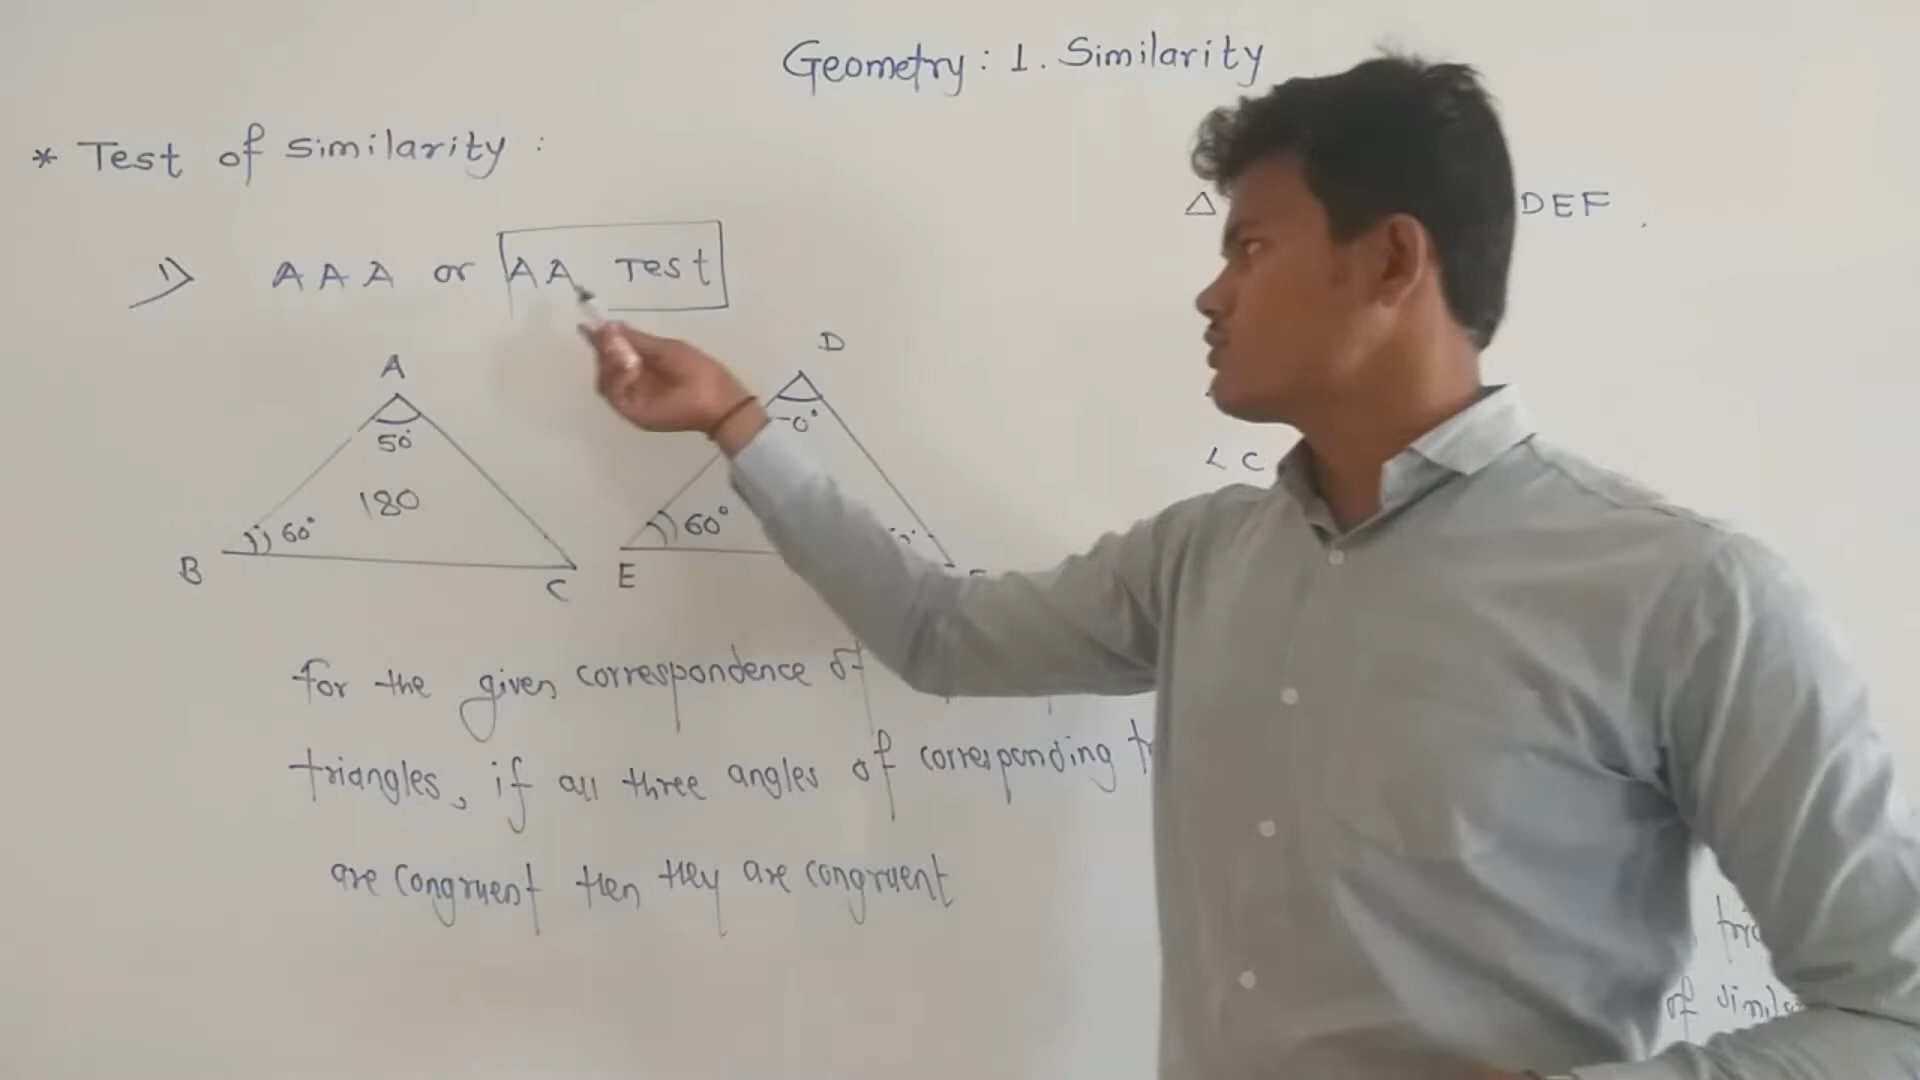 Geometry: 1. Similarity
* Test of similarity:
1) AAA or AA Test
Δ DEF
A
D
50°
60°
180
60°
∠C
B
C
E
for the given correspondence of
triangles, if all three angles of corresponding
are congruent then they are congruent
of